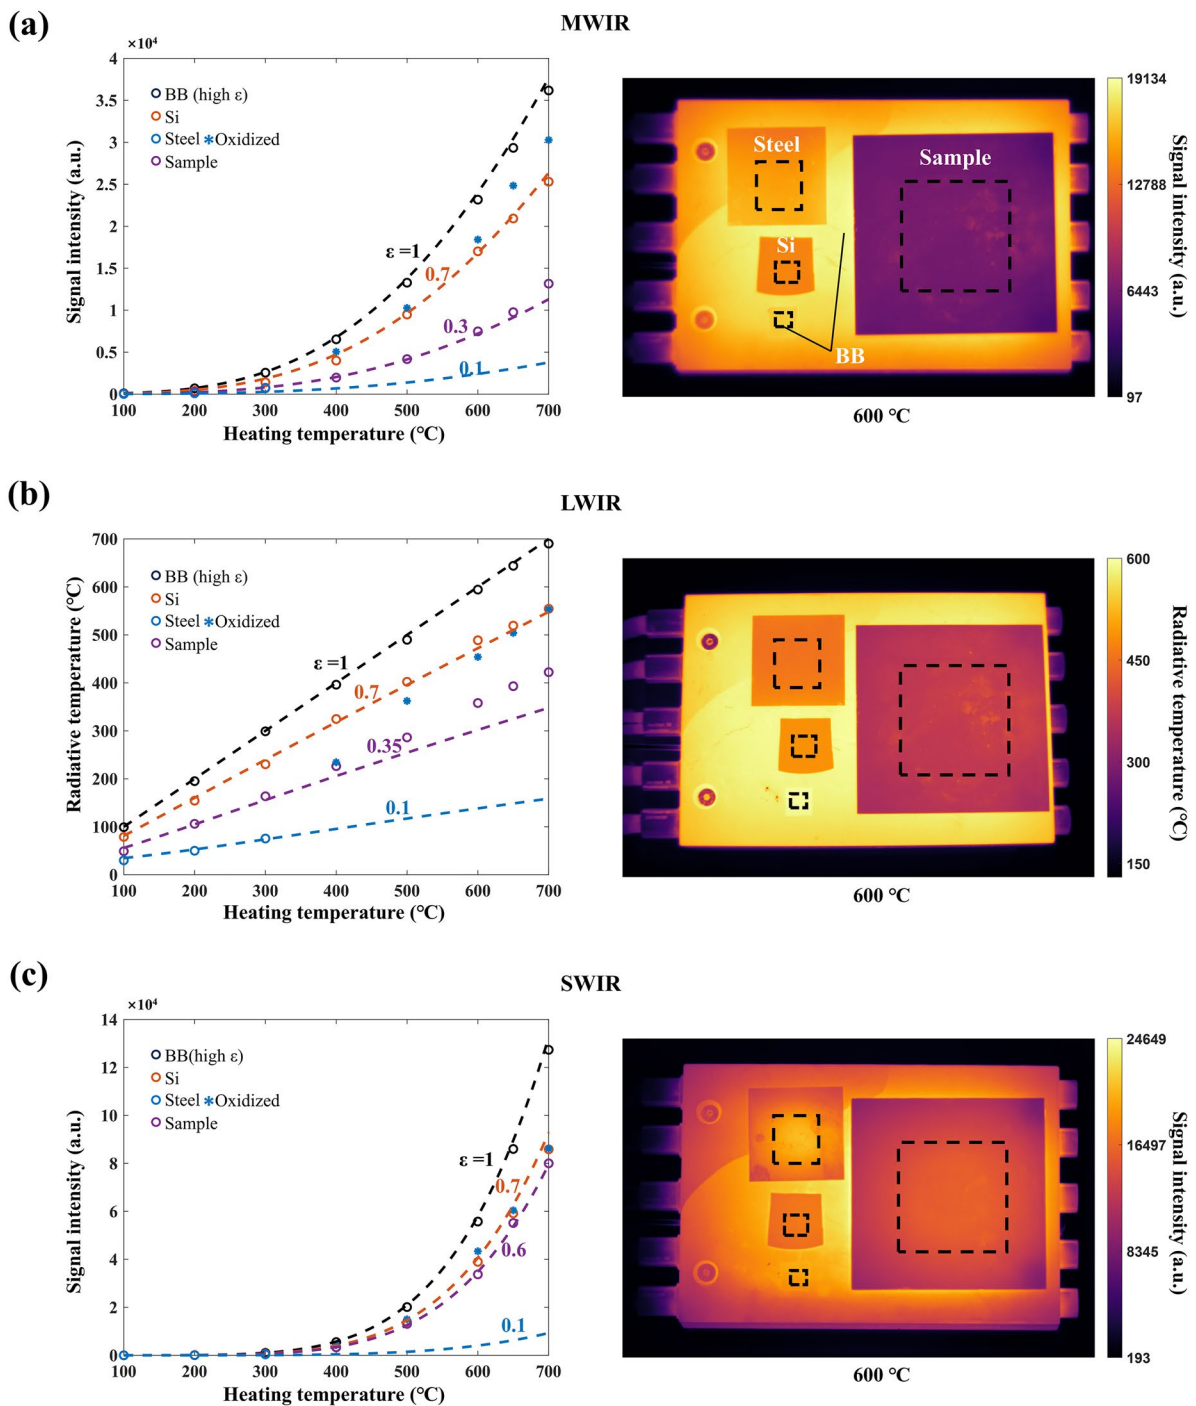 (a)
MWIR
×10⁴
4
3.5
3
2.5
2
1.5
1
0.5
0
Signal intensity (a.u.)
BB (high ε)
Si
Steel *Oxidized
Sample
ε =1
0.7
0.3
0.1
100 200 300 400 500 600 700
Heating temperature (℃)
Steel
Sample
Si
BB
600 ℃
19134
12788
6443
97
Signal intensity (a.u.)
(b)
LWIR
700
600
500
400
300
200
100
0
Radiative temperature (℃)
BB (high ε)
Si
Steel *Oxidized
Sample
ε =1
0.7
0.35
0.1
100 200 300 400 500 600 700
Heating temperature (℃)
600 ℃
600
450
300
150
Radiative temperature (℃)
(c)
SWIR
×10⁴
14
12
10
8
6
4
2
0
Signal intensity (a.u.)
BB(high ε)
Si
Steel *Oxidized
Sample
ε =1
0.7
0.6
0.1
100 200 300 400 500 600 700
Heating temperature (℃)
600 ℃
24649
16497
8345
193
Signal intensity (a.u.)